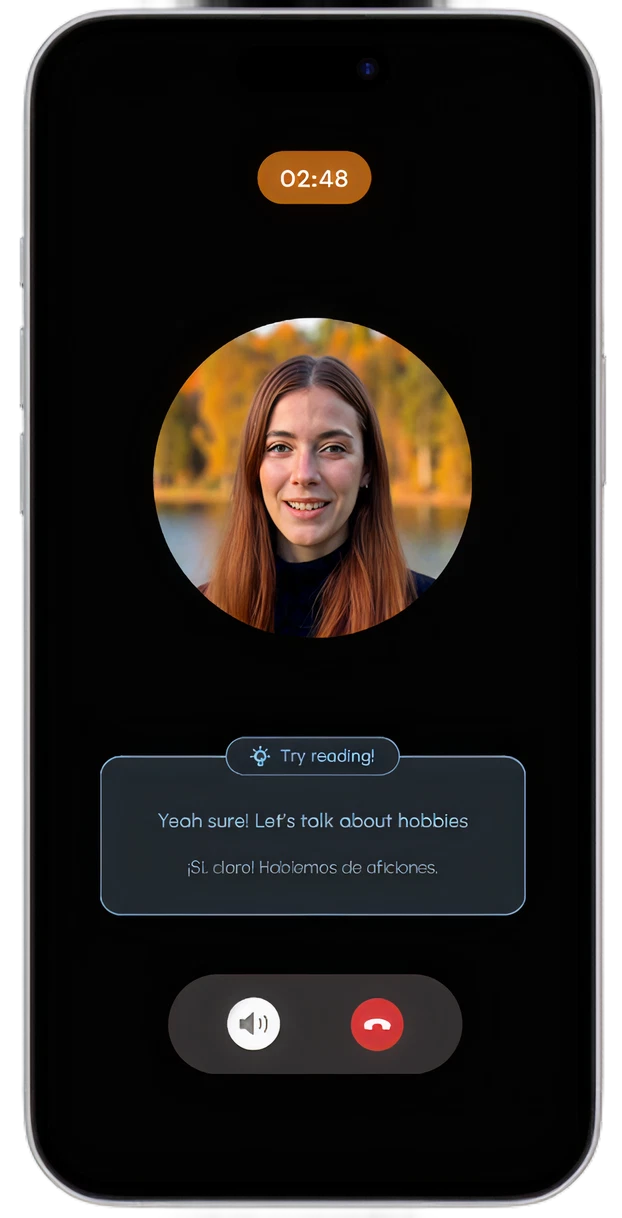 02:48
Try reading!
Yeah sure! Let's talk about hobbies
¡Sí, claro! Hablemos de aficiones.